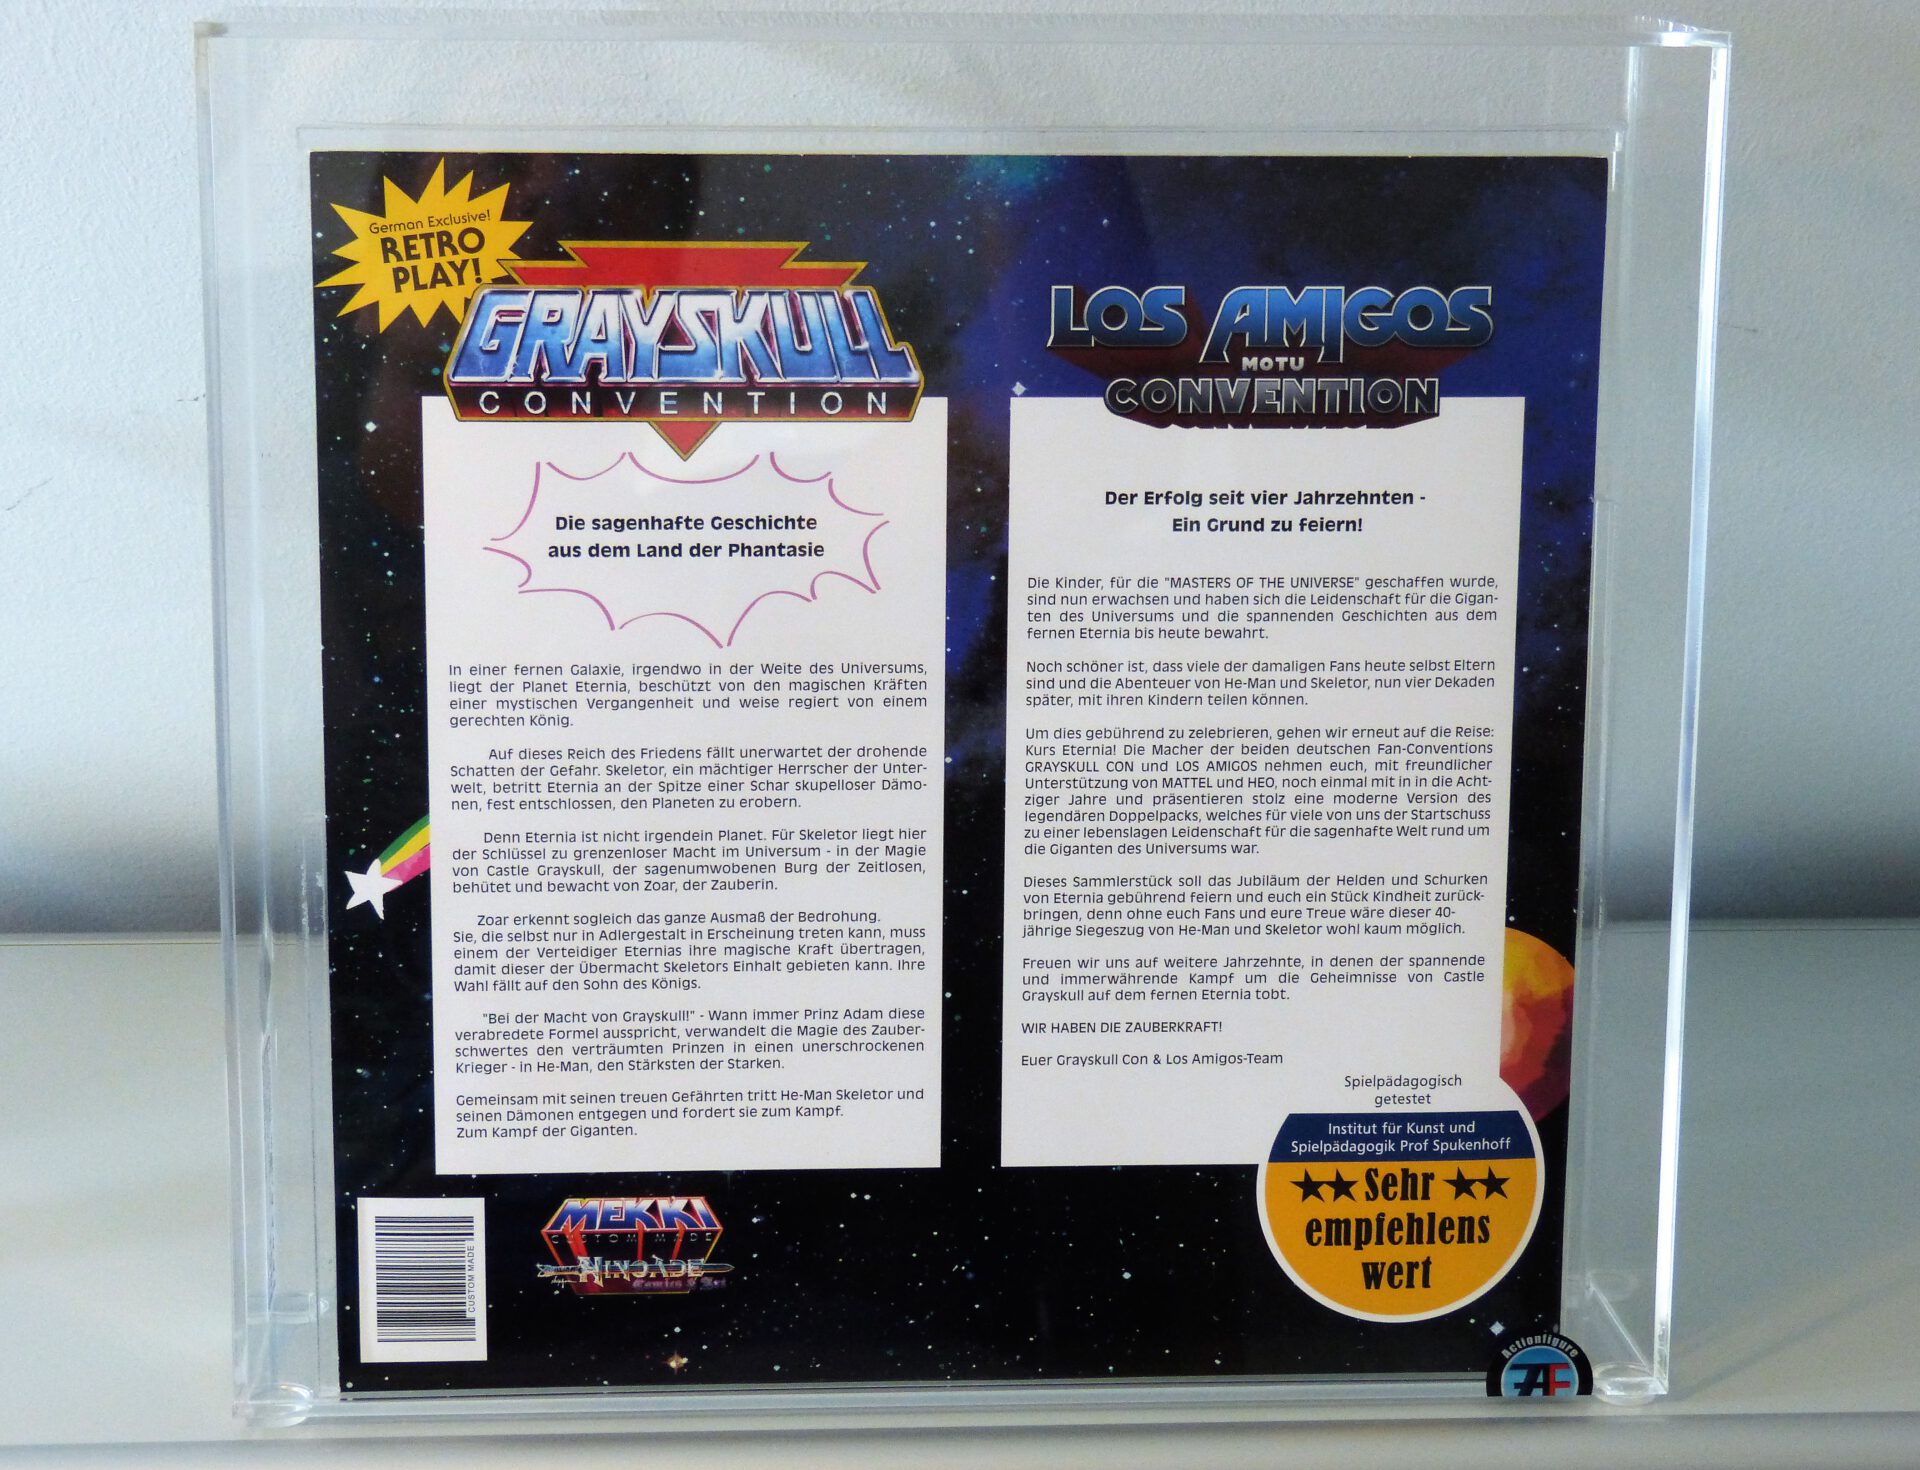 German Exclusive!
RETRO
PLAY!
GRAYSKULL
CONVENTION
Die sagenhafte Geschichte
aus dem Land der Phantasie
In einer fernen Galaxie, irgendwo in der Weite des Universums,
liegt der Planet Eternia, beschützt von den magischen Kräften
einer mystischen Vergangenheit und weise regiert von einem
gerechten König.
Auf dieses Reich des Friedens fällt unerwartet der drohende
Schatten der Gefahr. Skeletor, ein mächtiger Herrscher der Unter-
welt, betritt Eternia an der Spitze einer Schar skupelloser Dämo-
nen, fest entschlossen, den Planeten zu erobern.
Denn Eternia ist nicht irgendein Planet. Für Skeletor liegt hier
der Schlüssel zu grenzenloser Macht im Universum - in der Magie
von Castle Grayskull, der sagenumwobenen Burg der Zeitlosen,
behütet und bewacht von Zoar, der Zauberin.
Zoar erkennt sogleich das ganze Ausmaß der Bedrohung.
Sie, die selbst nur in Adlergestalt in Erscheinung treten kann, muss
einem der Verteidiger Eternias ihre magische Kraft übertragen,
damit dieser der Übermacht Skeletors Einhalt gebieten kann. Ihre
Wahl fällt auf den Sohn des Königs.
"Bei der Macht von Grayskull!" - Wann immer Prinz Adam diese
verabredete Formel ausspricht, verwandelt die Magie des Zauber-
schwertes den verträumten Prinzen in einen unerschrockenen
Krieger - in He-Man, den Stärksten der Starken.
Gemeinsam mit seinen treuen Gefährten tritt He-Man Skeletor und
seinen Dämonen entgegen und fordert sie zum Kampf.
Zum Kampf der Giganten.
CUSTOM MADE
MEKKI
CUSTOM MADE
NINOADE
Comics & Art
LOS AMIGOS
MOTU
CONVENTION
Der Erfolg seit vier Jahrzehnten -
Ein Grund zu feiern!
Die Kinder, für die "MASTERS OF THE UNIVERSE" geschaffen wurde,
sind nun erwachsen und haben sich die Leidenschaft für die Gigan-
ten des Universums und die spannenden Geschichten aus dem
fernen Eternia bis heute bewahrt.
Noch schöner ist, dass viele der damaligen Fans heute selbst Eltern
sind und die Abenteuer von He-Man und Skeletor, nun vier Dekaden
später, mit ihren Kindern teilen können.
Um dies gebührend zu zelebrieren, gehen wir erneut auf die Reise:
Kurs Eternia! Die Macher der beiden deutschen Fan-Conventions
GRAYSKULL CON und LOS AMIGOS nehmen euch, mit freundlicher
Unterstützung von MATTEL und HEO, noch einmal mit in in die Acht-
ziger Jahre und präsentieren stolz eine moderne Version des
legendären Doppelpacks, welches für viele von uns der Startschuss
zu einer lebenslagen Leidenschaft für die sagenhafte Welt rund um
die Giganten des Universums war.
Dieses Sammlerstück soll das Jubiläum der Helden und Schurken
von Eternia gebührend feiern und euch ein Stück Kindheit zurück-
bringen, denn ohne euch Fans und eure Treue wäre dieser 40-
jährige Siegeszug von He-Man und Skeletor wohl kaum möglich.
Freuen wir uns auf weitere Jahrzehnte, in denen der spannende
und immerwährende Kampf um die Geheimnisse von Castle
Grayskull auf dem fernen Eternia tobt.
WIR HABEN DIE ZAUBERKRAFT!
Euer Grayskull Con & Los Amigos-Team
Spielpädagogisch
getestet
Institut für Kunst und
Spielpädagogik Prof Spukenhoff
Sehr
empfehlens
wert
Actionfigure